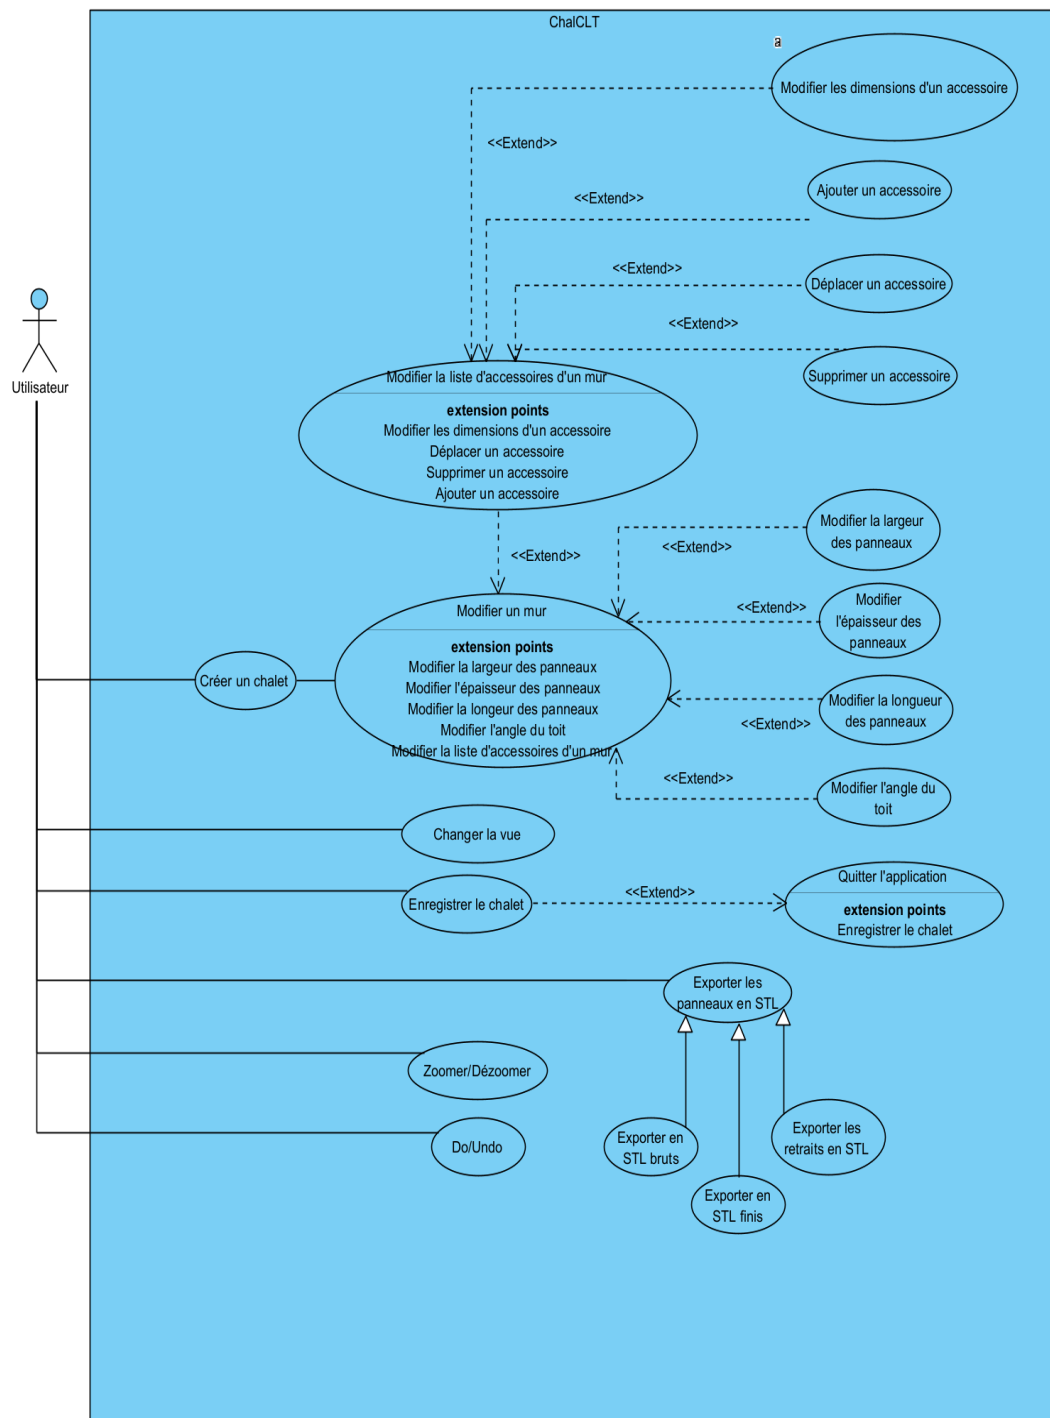 ChalCLT
a
Modifier les dimensions d'un accessoire
<<Extend>>
Ajouter un accessoire
<<Extend>>
<<Extend>>
Déplacer un accessoire
<<Extend>>
Supprimer un accessoire
Utilisateur
Modifier la liste d'accessoires d'un mur
extension points
Modifier les dimensions d'un accessoire
Déplacer un accessoire
Supprimer un accessoire
Ajouter un accessoire
<<Extend>>
Modifier la largeur
des panneaux
<<Extend>>
Modifier
l'épaisseur des
panneaux
<<Extend>>
Modifier un mur
extension points
Modifier la largeur des panneaux
Modifier l'épaisseur des panneaux
Modifier la longeur des panneaux
Modifier l'angle du toit
Modifier la liste d'accessoires d'un mur
Créer un chalet
Modifier la longueur
des panneaux
<<Extend>>
<<Extend>>
Modifier l'angle du
toit
Changer la vue
Enregistrer le chalet
<<Extend>>
Quitter l'application
extension points
Enregistrer le chalet
Exporter les
panneaux en STL
Zoomer/Dézoomer
Do/Undo
Exporter en
STL bruts
Exporter les
retraits en STL
Exporter en
STL finis